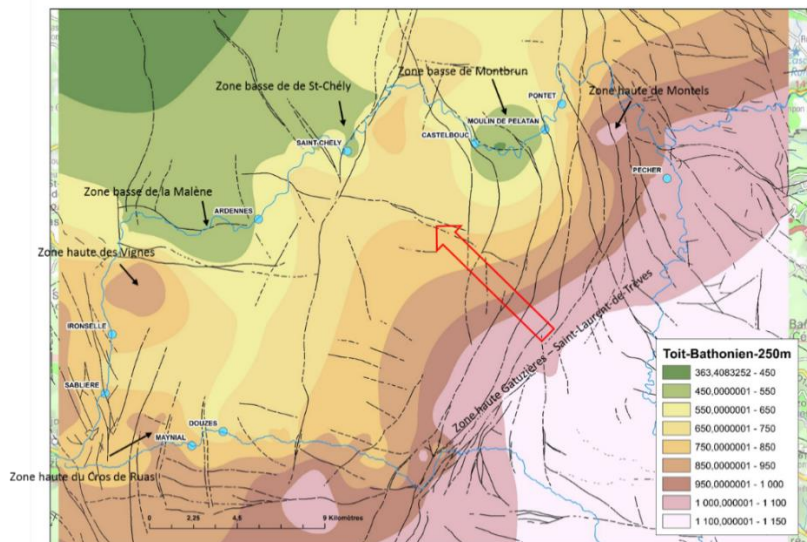 Zone basse de de St-Chély
Zone basse de Montbrun
PONTET
Zone haute de Montels
MOULIN DE PELATAN
SAINT-CHELY
CASTELBOUC
PECHER
Zone basse de la Malène
ARDENNES
Zone haute des Vignes
IRONSELLE
Zone haute Gatuzières – Saint-Laurent-de-Trèves
SABLIERE
DOUZES
MAYNIAL
Zone haute du Cros de Ruas
0 2,25 4,5 9 Kilomètres
Toit-Bathonien-250m
363,4083252 - 450
450,0000001 - 550
550,0000001 - 650
650,0000001 - 750
750,0000001 - 850
850,0000001 - 950
950,0000001 - 1 000
1 000,000001 - 1 100
1 100,000001 - 1 150